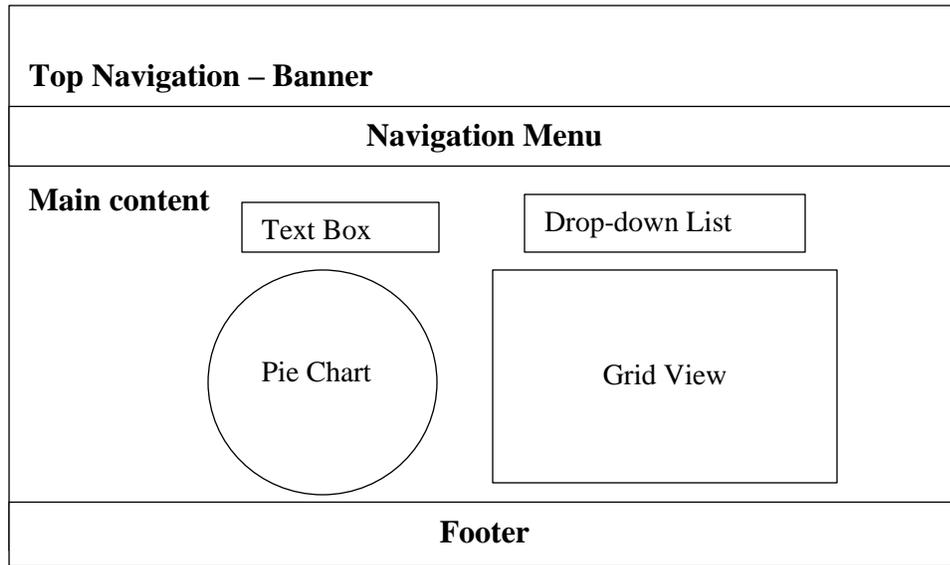 Top Navigation – Banner
Navigation Menu
Main content
Text Box
Drop-down List
Pie Chart
Grid View
Footer